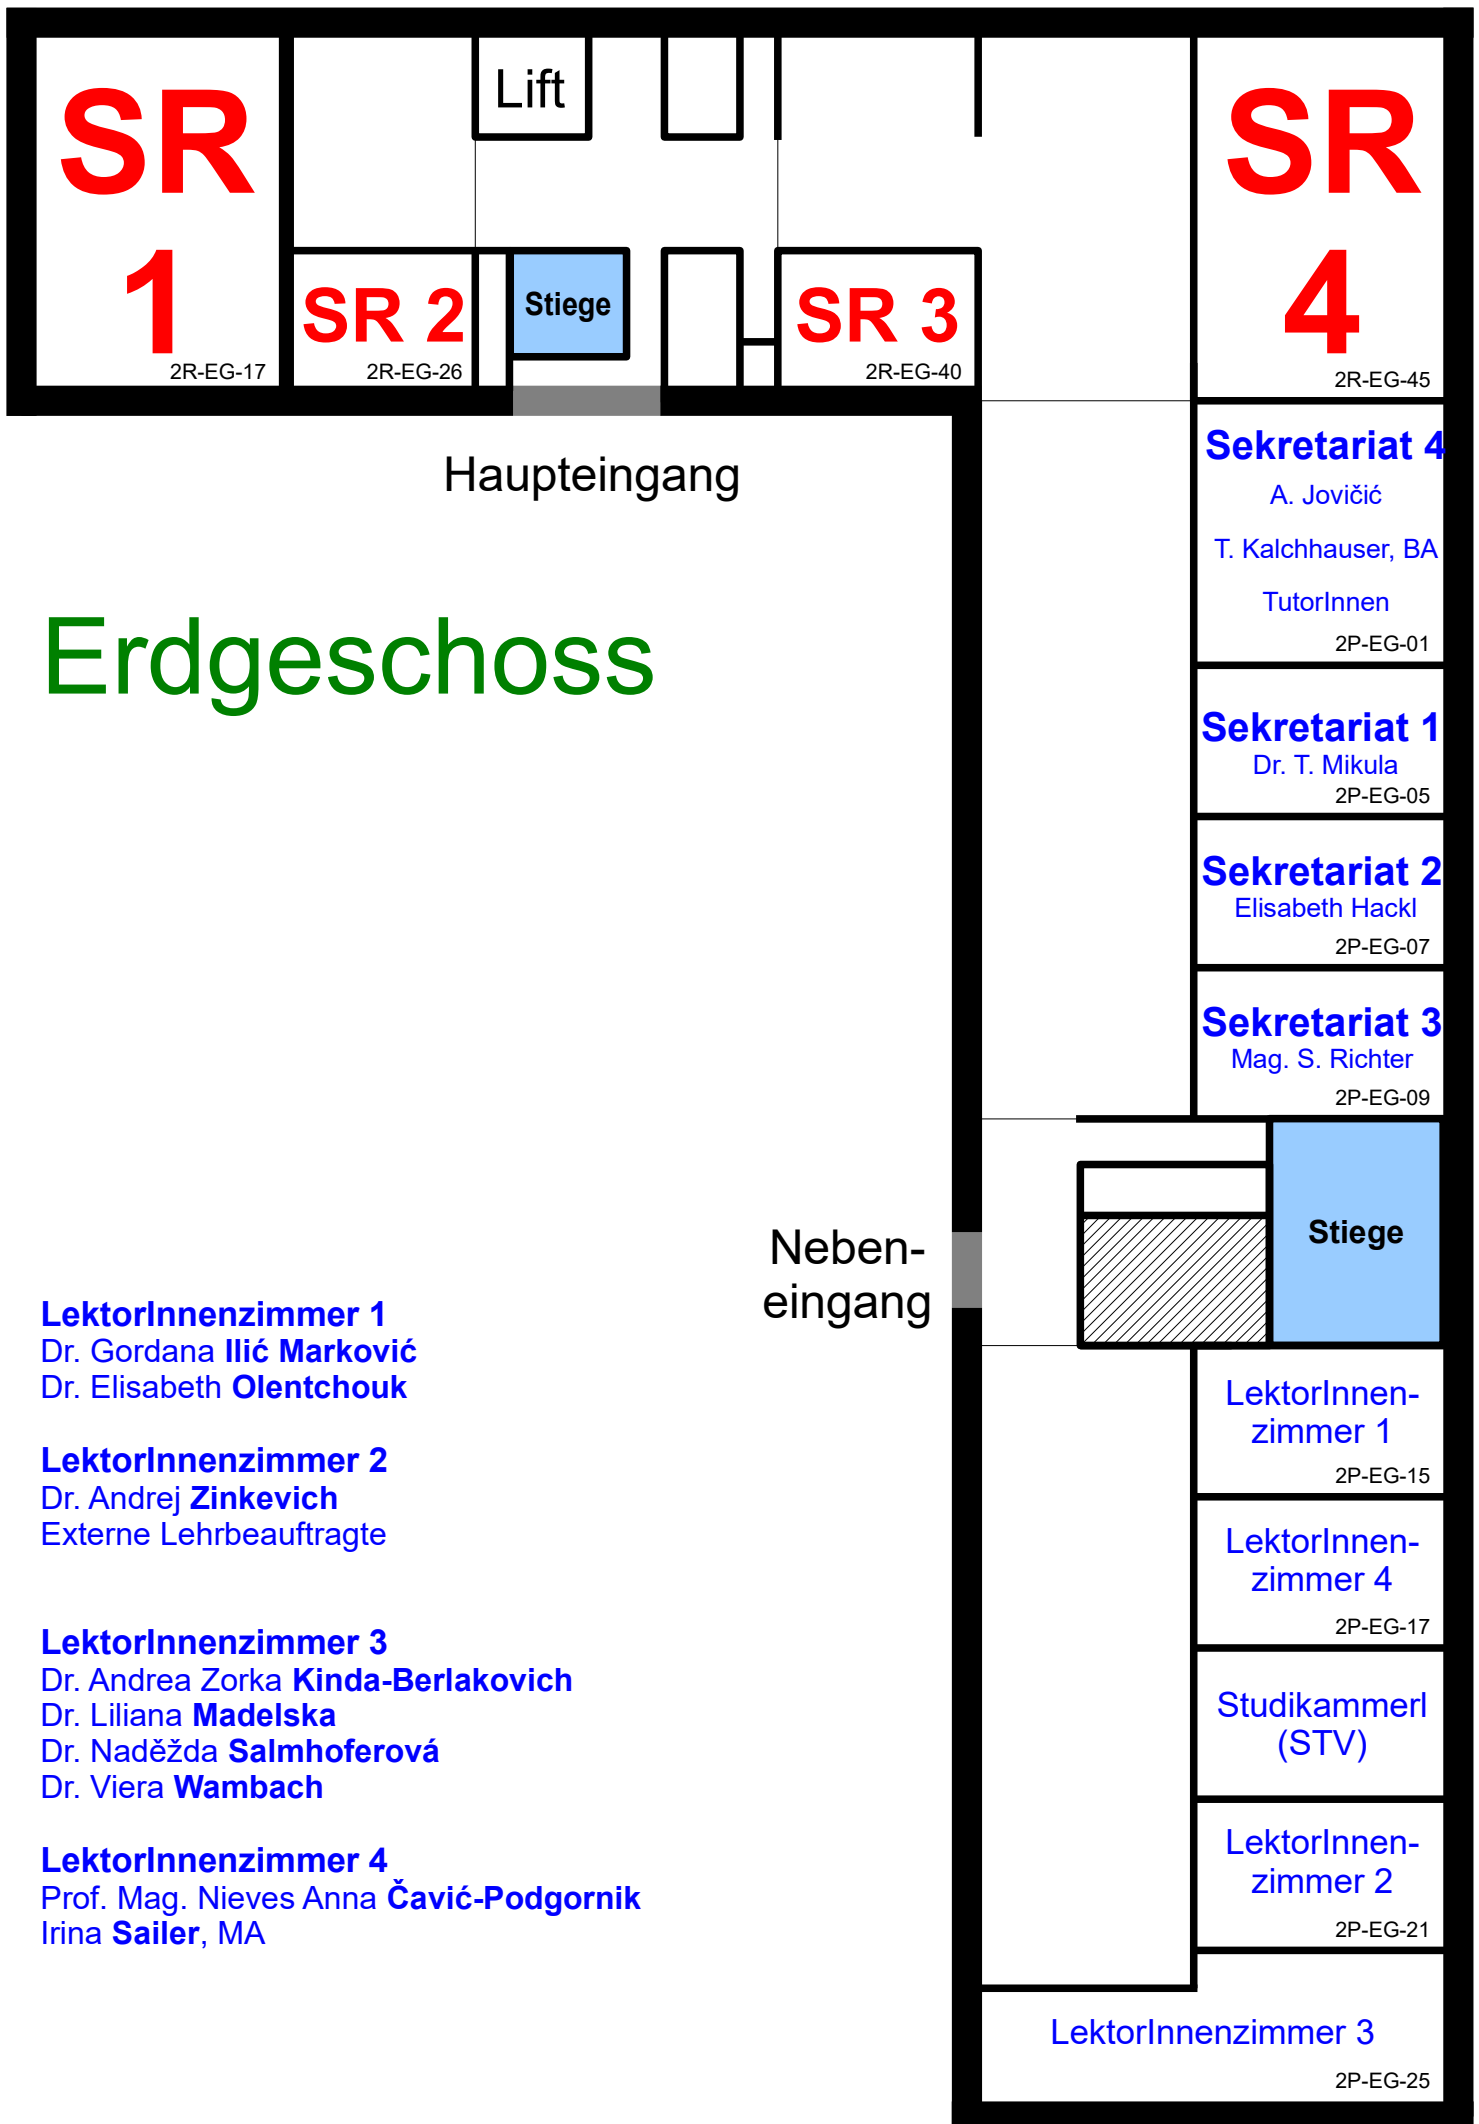 SR
1
2R-EG-17
SR 2
2R-EG-26
Lift
Stiege
SR 3
2R-EG-40
SR
4
2R-EG-45
Haupteingang
Erdgeschoss
Sekretariat 4
A. Jovičić
T. Kalchhauser, BA
TutorInnen
2P-EG-01
Sekretariat 1
Dr. T. Mikula
2P-EG-05
Sekretariat 2
Elisabeth Hackl
2P-EG-07
Sekretariat 3
Mag. S. Richter
2P-EG-09
Stiege
Neben-
eingang
LektorInnen-
zimmer 1
2P-EG-15
LektorInnen-
zimmer 4
2P-EG-17
Studikammerl
(STV)
LektorInnen-
zimmer 2
2P-EG-21
LektorInnenzimmer 3
2P-EG-25
LektorInnenzimmer 1
Dr. Gordana Ilić Marković
Dr. Elisabeth Olentchouk
LektorInnenzimmer 2
Dr. Andrej Zinkevich
Externe Lehrbeauftragte
LektorInnenzimmer 3
Dr. Andrea Zorka Kinda-Berlakovich
Dr. Liliana Madelska
Dr. Naděžda Salmhoferová
Dr. Viera Wambach
LektorInnenzimmer 4
Prof. Mag. Nieves Anna Čavić-Podgornik
Irina Sailer, MA